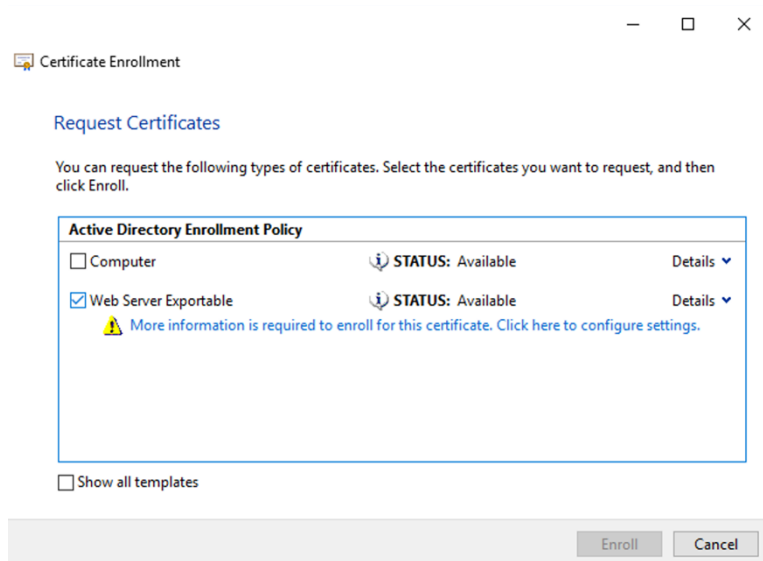 Certificate Enrollment
Request Certificates
You can request the following types of certificates. Select the certificates you want to request, and then
click Enroll.
Active Directory Enrollment Policy
Computer STATUS: Available Details
Web Server Exportable STATUS: Available Details
More information is required to enroll for this certificate. Click here to configure settings.
Show all templates
Enroll Cancel